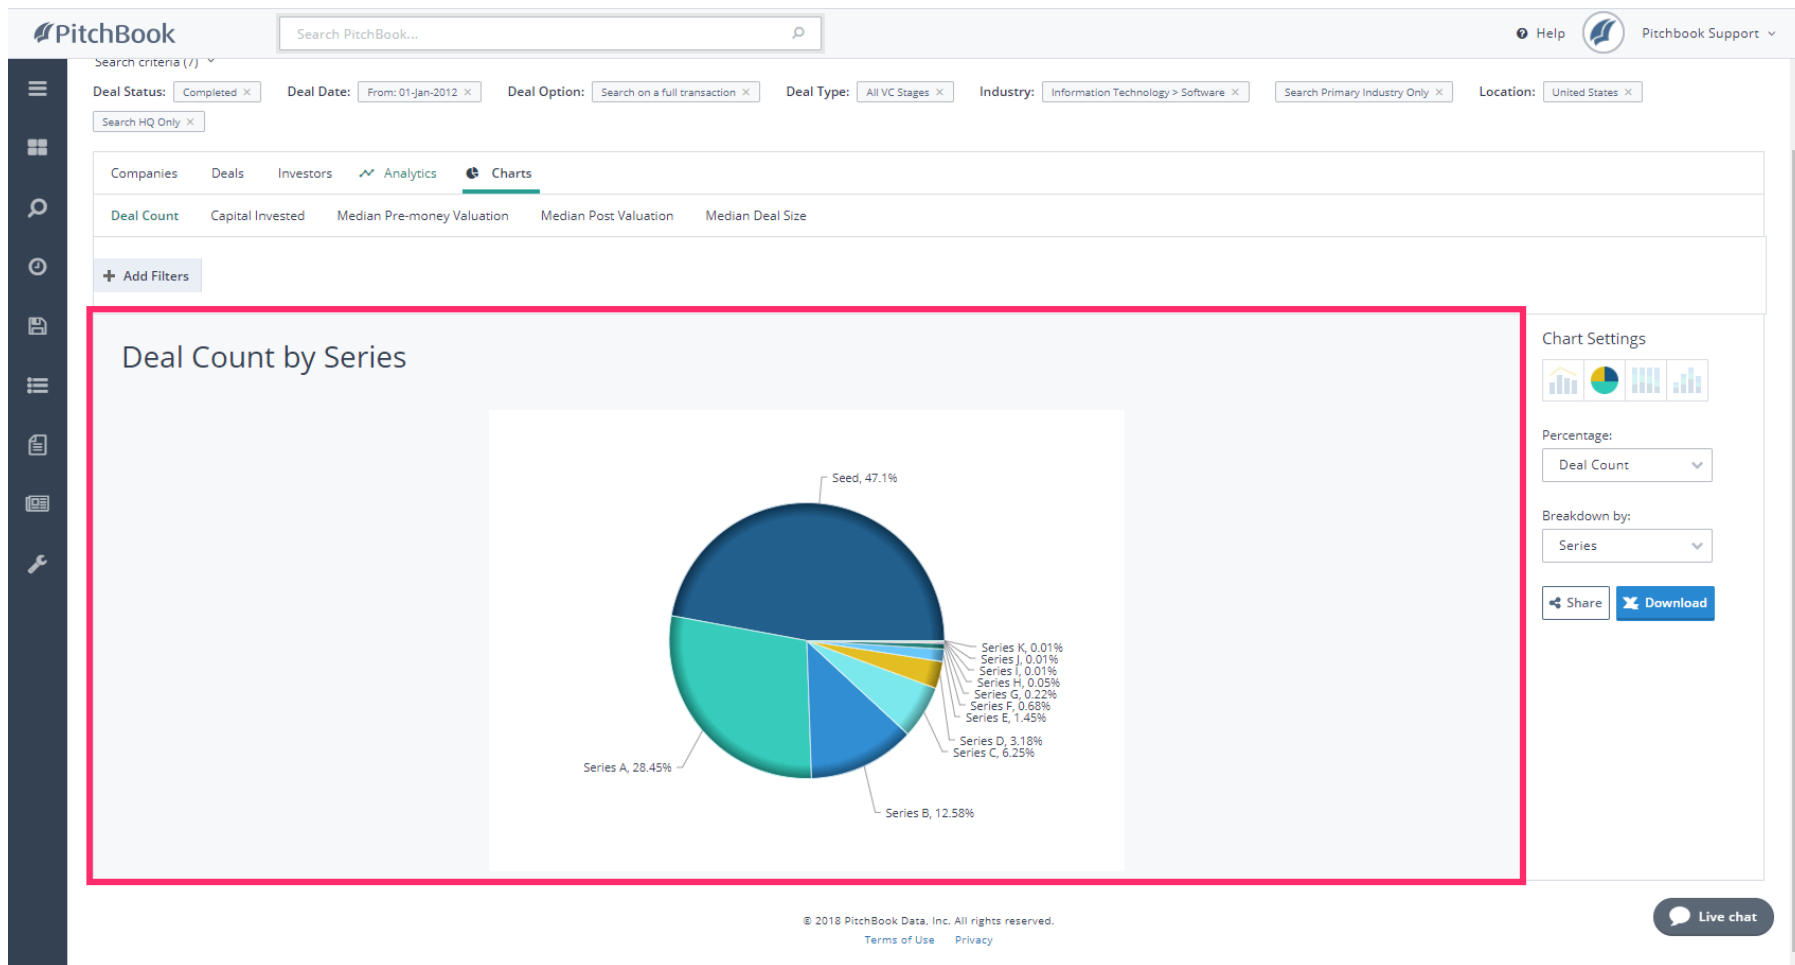 PitchBook
Search PitchBook...
Help
Pitchbook Support
Search criteria (7)
Deal Status: Completed × Deal Date: From: 01-Jan-2012 × Deal Option: Search on a full transaction × Deal Type: All VC Stages × Industry: Information Technology > Software × Search Primary Industry Only × Location: United States ×
Search HQ Only ×
Companies Deals Investors Analytics Charts
Deal Count Capital Invested Median Pre-money Valuation Median Post Valuation Median Deal Size
+ Add Filters
Deal Count by Series
Seed, 47.1%
Series K, 0.01%
Series J, 0.01%
Series I, 0.01%
Series H, 0.05%
Series G, 0.22%
Series F, 0.68%
Series E, 1.45%
Series D, 3.18%
Series C, 6.25%
Series A, 28.45%
Series B, 12.58%
Chart Settings
Percentage:
Deal Count
Breakdown by:
Series
Share Download
© 2018 PitchBook Data, Inc. All rights reserved.
Terms of Use Privacy
Live chat